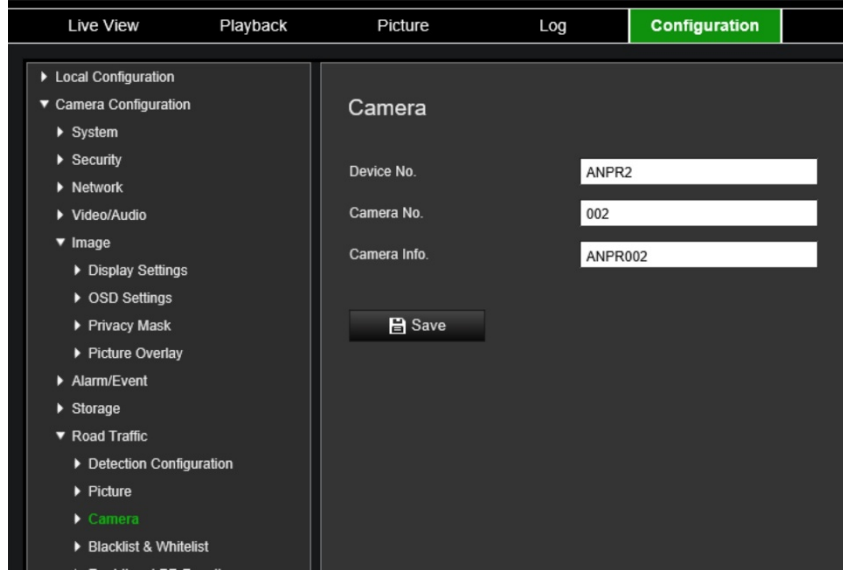 Live View Playback Picture Log Configuration
Local Configuration
Camera Configuration
System
Security
Network
Video/Audio
Image
Display Settings
OSD Settings
Privacy Mask
Picture Overlay
Alarm/Event
Storage
Road Traffic
Detection Configuration
Picture
Camera
Blacklist & Whitelist
Camera
Device No. ANPR2
Camera No. 002
Camera Info. ANPR002
Save